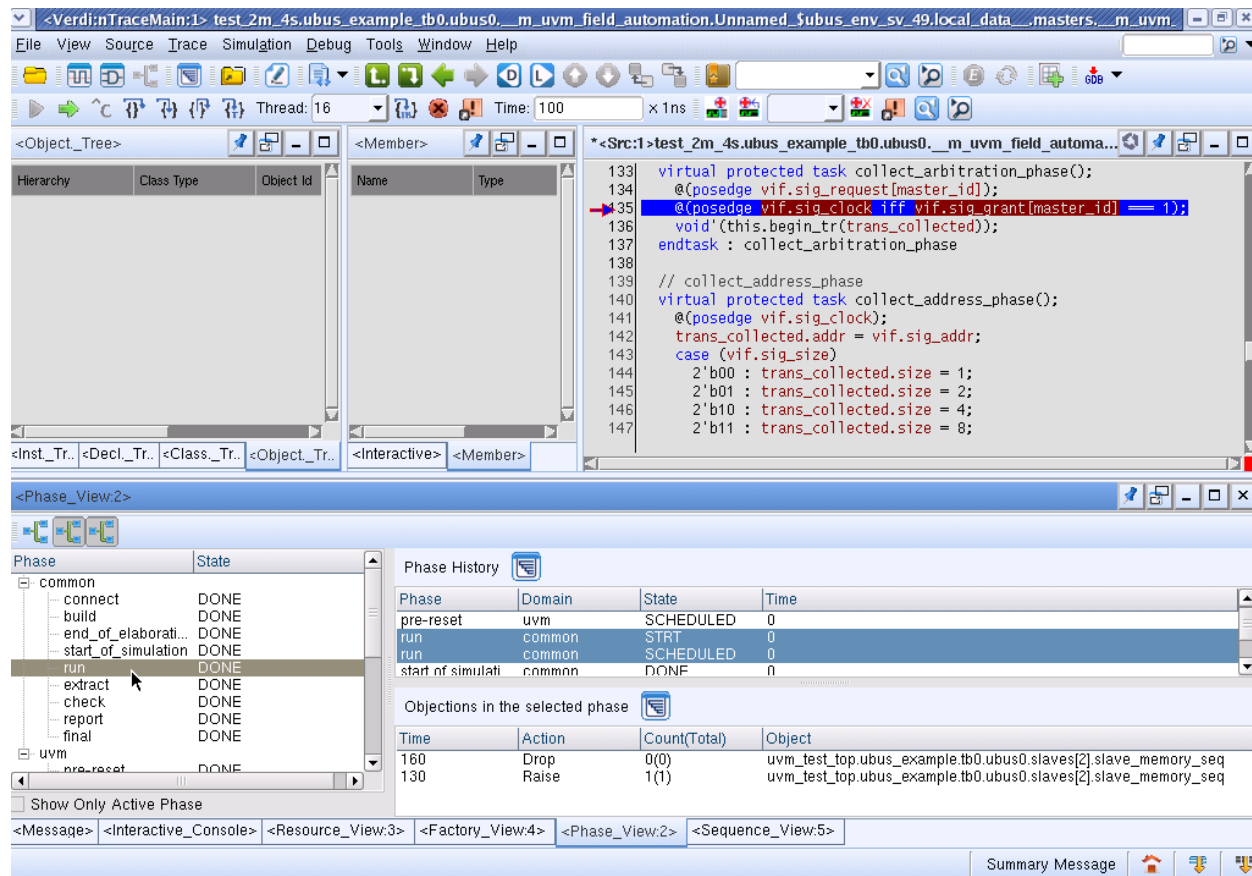 <Verdi:nTraceMain:1> test_2m_4s.ubus_example_tb0.ubus0.__m_uvm_field_automation.Unnamed_$ubus_env_sv_49.local_data__.masters.__m_uvm_
File View Source Trace Simulation Debug Tools Window Help
GDB
Thread: 16 Time: 100 x 1ns
<Object._Tree>
Hierarchy Class Type Object Id
<Inst._Tr.. <Decl._Tr.. <Class._Tr.. <Object._Tr..
<Member>
Name Type
<Interactive> <Member>
*<Src:1>test_2m_4s.ubus_example_tb0.ubus0.__m_uvm_field_automa...
133 virtual protected task collect_arbitration_phase();
134 @(posedge vif.sig_request[master_id]);
135 @(posedge vif.sig_clock iff vif.sig_grant[master_id] === 1);
136 void'(this.begin_tr(trans_collected));
137 endtask : collect_arbitration_phase
138
139 // collect_address_phase
140 virtual protected task collect_address_phase();
141 @(posedge vif.sig_clock);
142 trans_collected.addr = vif.sig_addr;
143 case (vif.sig_size)
144 2'b00 : trans_collected.size = 1;
145 2'b01 : trans_collected.size = 2;
146 2'b10 : trans_collected.size = 4;
147 2'b11 : trans_collected.size = 8;
<Phase_View:2>
Phase State
common
connect DONE
build DONE
end_of_elaborati... DONE
start_of_simulation DONE
run DONE
extract DONE
check DONE
report DONE
final DONE
uvm
pre-reset DONE
Show Only Active Phase
Phase History
Phase Domain State Time
pre-reset uvm SCHEDULED 0
run common STRT 0
run common SCHEDULED 0
start of simulati common DONE 0
Objections in the selected phase
Time Action Count(Total) Object
160 Drop 0(0) uvm_test_top.ubus_example.tb0.ubus0.slaves[2].slave_memory_seq
130 Raise 1(1) uvm_test_top.ubus_example.tb0.ubus0.slaves[2].slave_memory_seq
<Message> <Interactive_Console> <Resource_View:3> <Factory_View:4> <Phase_View:2> <Sequence_View:5>
Summary Message